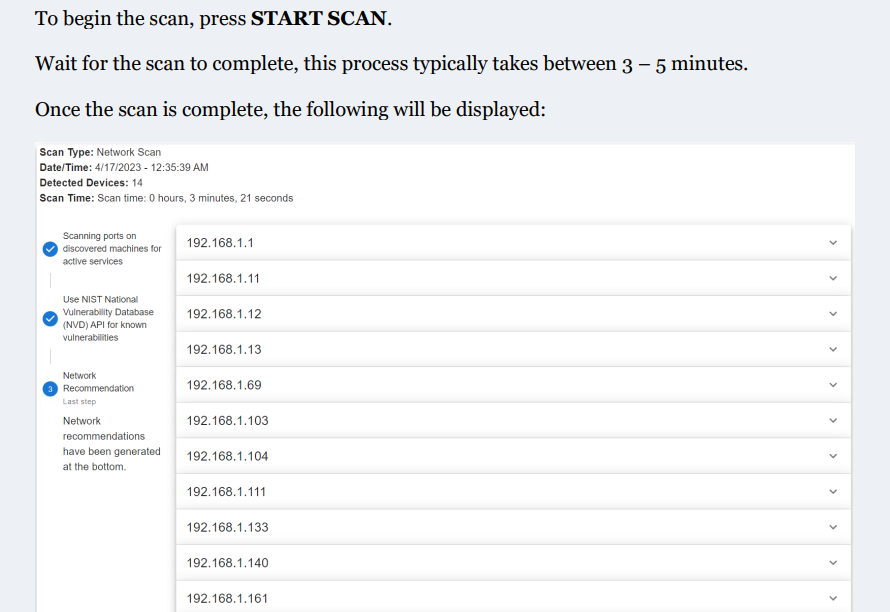 To begin the scan, press START SCAN.
Wait for the scan to complete, this process typically takes between 3 – 5 minutes.
Once the scan is complete, the following will be displayed:
Scan Type: Network Scan
Date/Time: 4/17/2023 - 12:35:39 AM
Detected Devices: 14
Scan Time: Scan time: 0 hours, 3 minutes, 21 seconds
Scanning ports on
discovered machines for
active services
Use NIST National
Vulnerability Database
(NVD) API for known
vulnerabilities
3
Network
Recommendation
Last step
Network
recommendations
have been generated
at the bottom.
192.168.1.1
192.168.1.11
192.168.1.12
192.168.1.13
192.168.1.69
192.168.1.103
192.168.1.104
192.168.1.111
192.168.1.133
192.168.1.140
192.168.1.161